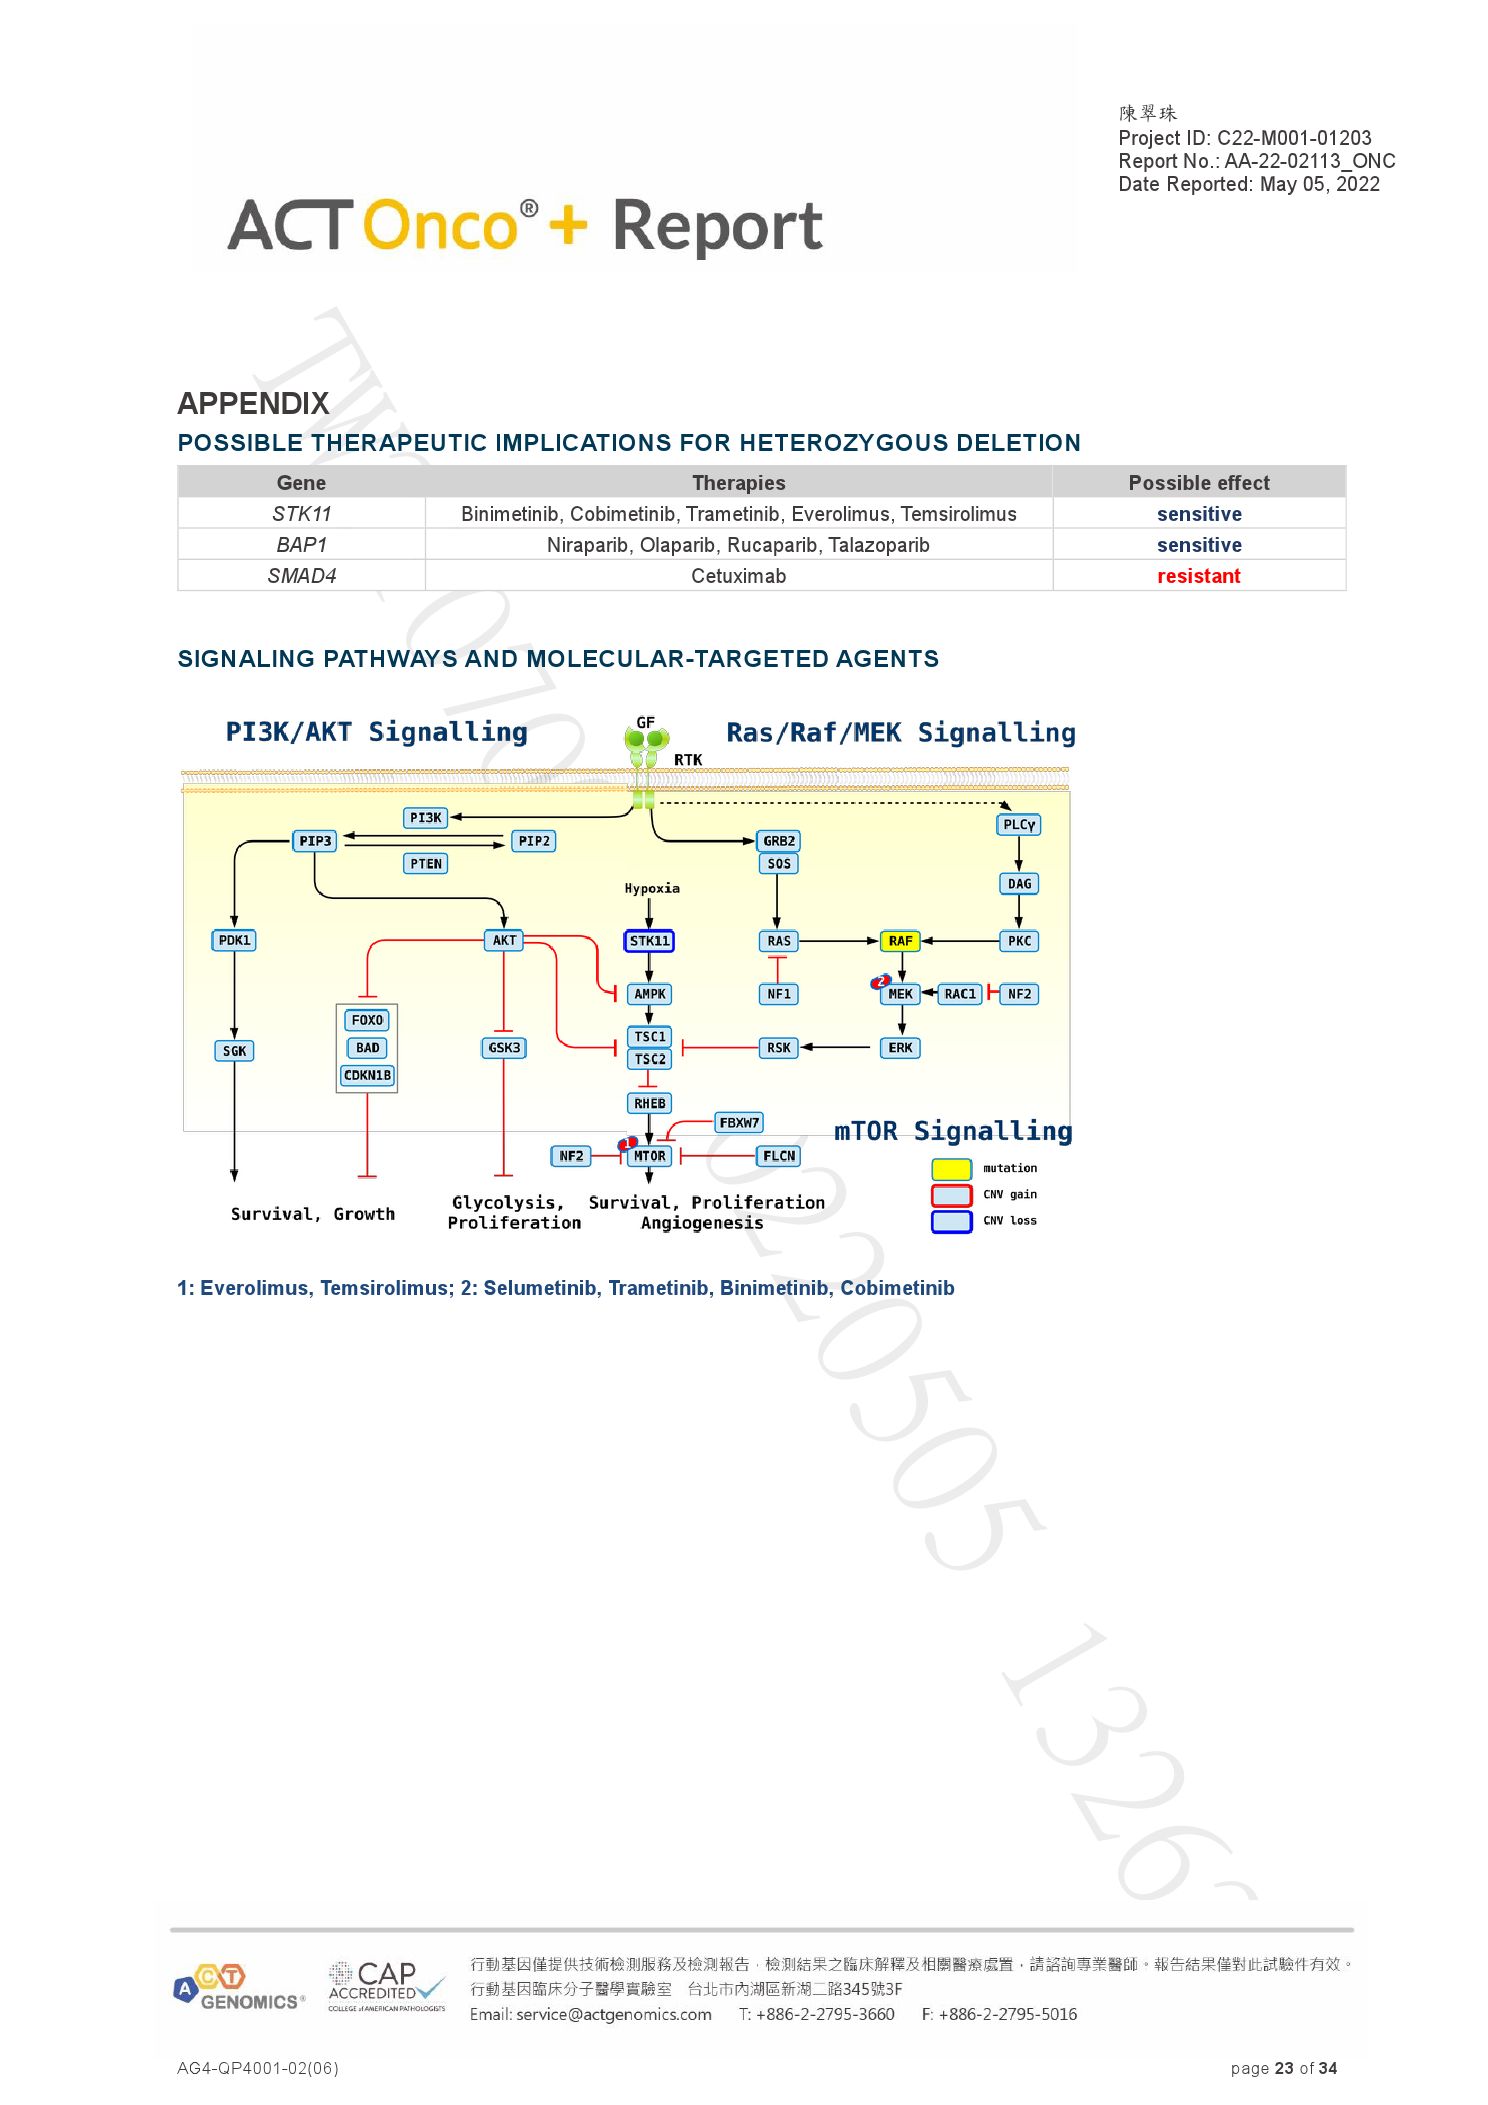 陳翠珠
Project ID: C22-M001-01203
Report No.: AA-22-02113_ONC
Date Reported: May 05, 2022
ACT Onco®+ Report
APPENDIX
POSSIBLE THERAPEUTIC IMPLICATIONS FOR HETEROZYGOUS DELETION
Gene Therapies Possible effect
STK11 Binimetinib, Cobimetinib, Trametinib, Everolimus, Temsirolimus sensitive
BAP1 Niraparib, Olaparib, Rucaparib, Talazoparib sensitive
SMAD4 Cetuximab resistant
SIGNALING PATHWAYS AND MOLECULAR-TARGETED AGENTS
PI3K/AKT Signalling GF Ras/Raf/MEK Signalling
RTK
PI3K PLCγ
PIP3 PIP2 GRB2
PTEN SOS
Hypoxia DAG
PDK1 AKT STK11 RAS RAF PKC
2
AMPK NF1 MEK RAC1 NF2
FOXO
TSC1
SGK BAD GSK3 TSC2 RSK ERK
CDKN1B
RHEB
FBXW7 mTOR Signalling
1
NF2 MTOR FLCN
mutation
CNV gain
CNV loss
Survival, Growth
Glycolysis,
Proliferation
Survival, Proliferation
Angiogenesis
1: Everolimus, Temsirolimus; 2: Selumetinib, Trametinib, Binimetinib, Cobimetinib
ACT GENOMICS®
CAP
ACCREDITED
COLLEGE of AMERICAN PATHOLOGISTS
行動基因僅提供技術檢測服務及檢測報告，檢測結果之臨床解釋及相關醫療處置，請諮詢專業醫師。報告結果僅對此試驗件有效。
行動基因臨床分子醫學實驗室 台北市內湖區新湖二路345號3F
Email: service@actgenomics.com T: +886-2-2795-3660 F: +886-2-2795-5016
AG4-QP4001-02(06) page 23 of 34